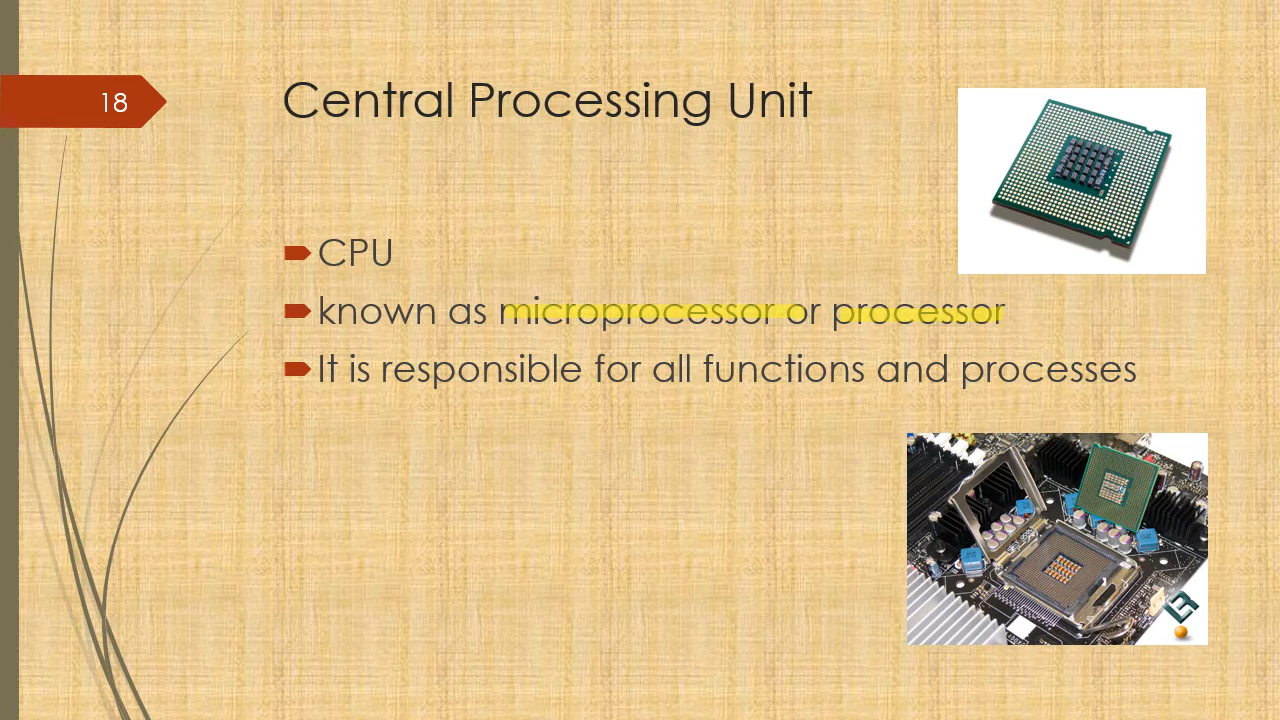 18
Central Processing Unit
CPU
known as microprocessor or processor
It is responsible for all functions and processes